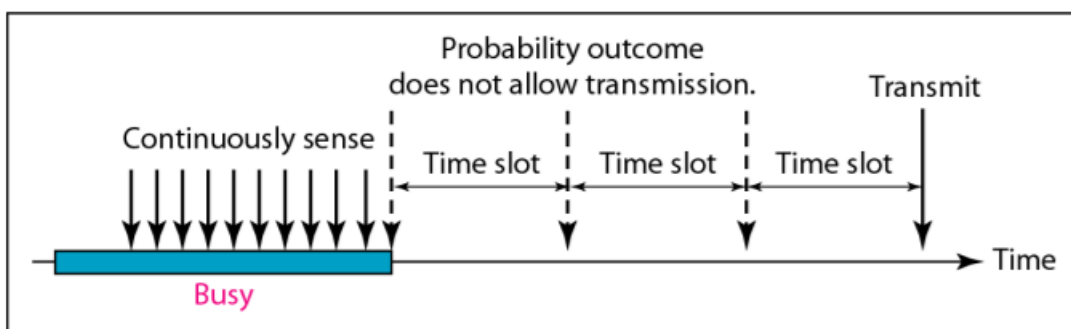 Probability outcome
does not allow transmission.
Transmit
Continuously sense
Time slot
Time slot
Time slot
Time
Busy